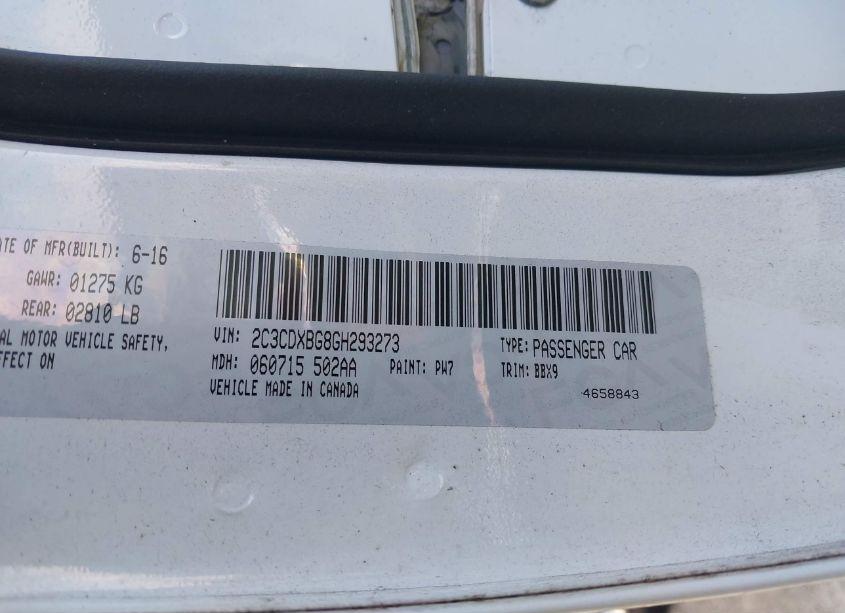 ATE OF MFR(BUILT): 6-16
GAWR: 01275 KG
REAR: 02810 LB
AL MOTOR VEHICLE SAFETY,
FFECT ON
VIN: 2C3CDXBG8GH293273
TYPE: PASSENGER CAR
MDH: 060715 502AA
PAINT: PW7
TRIM: BBX9
VEHICLE MADE IN CANADA
4658843